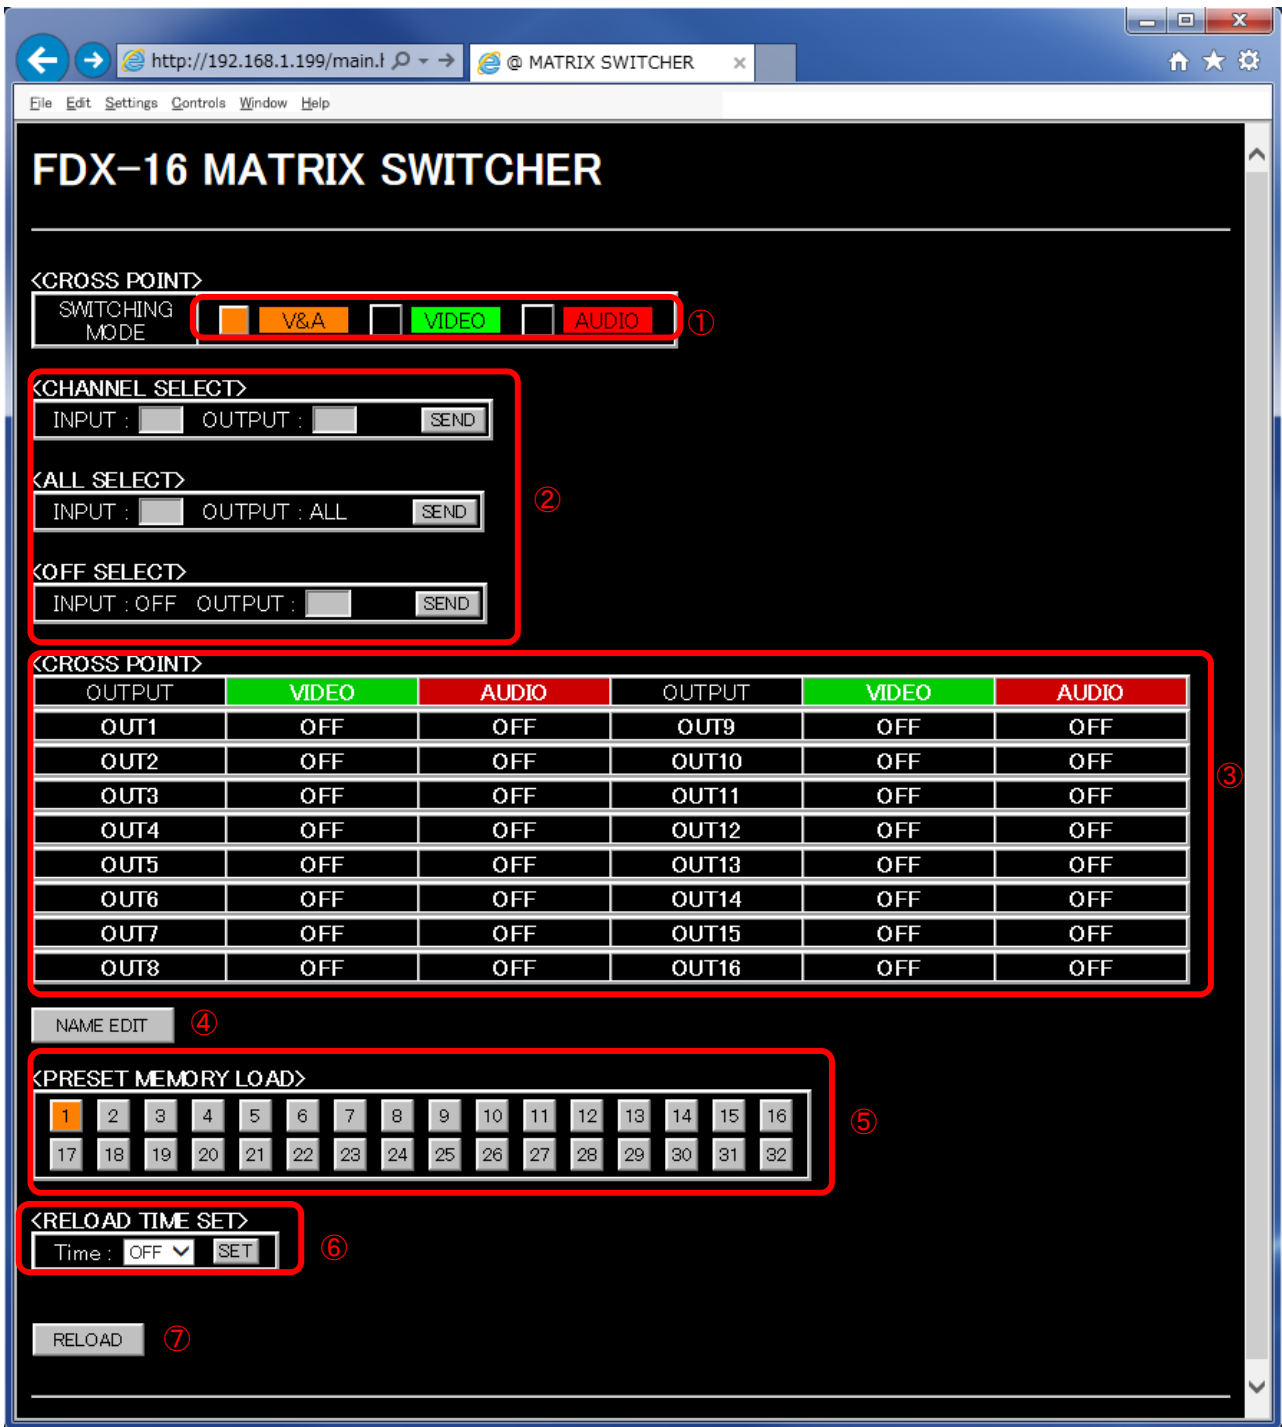 http://192.168.1.199/main.h
@ MATRIX SWITCHER
File Edit Settings Controls Window Help
FDX-16 MATRIX SWITCHER
<CROSS POINT>
SWITCHING MODE V&A VIDEO AUDIO ①
<CHANNEL SELECT>
INPUT : OUTPUT : SEND
<ALL SELECT>
INPUT : OUTPUT : ALL SEND ②
<OFF SELECT>
INPUT : OFF OUTPUT : SEND
<CROSS POINT>
OUTPUT VIDEO AUDIO OUTPUT VIDEO AUDIO
OUT1 OFF OFF OUT9 OFF OFF
OUT2 OFF OFF OUT10 OFF OFF
③
OUT3 OFF OFF OUT11 OFF OFF
OUT4 OFF OFF OUT12 OFF OFF
OUT5 OFF OFF OUT13 OFF OFF
OUT6 OFF OFF OUT14 OFF OFF
OUT7 OFF OFF OUT15 OFF OFF
OUT8 OFF OFF OUT16 OFF OFF
NAME EDIT ④
<PRESET MEMORY LOAD>
1 2 3 4 5 6 7 8 9 10 11 12 13 14 15 16 ⑤
17 18 19 20 21 22 23 24 25 26 27 28 29 30 31 32
<RELOAD TIME SET>
Time : OFF SET ⑥
RELOAD ⑦